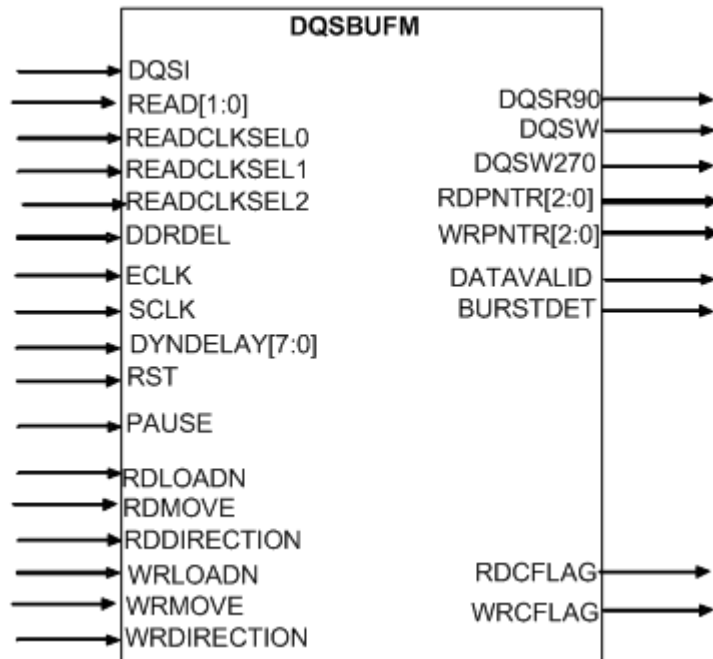 DQSBUFM
DQSI
READ[1:0]
READCLKSEL0
READCLKSEL1
READCLKSEL2
DDRDEL
ECLK
SCLK
DYNDELAY[7:0]
RST
PAUSE
RDLOADN
RDMOVE
RDDIRECTION
WRLOADN
WRMOVE
WRDIRECTION
DQSR90
DQSW
DQSW270
RDPNTR[2:0]
WRPNTR[2:0]
DATAVALID
BURSTDET
RDCFLAG
WRCFLAG